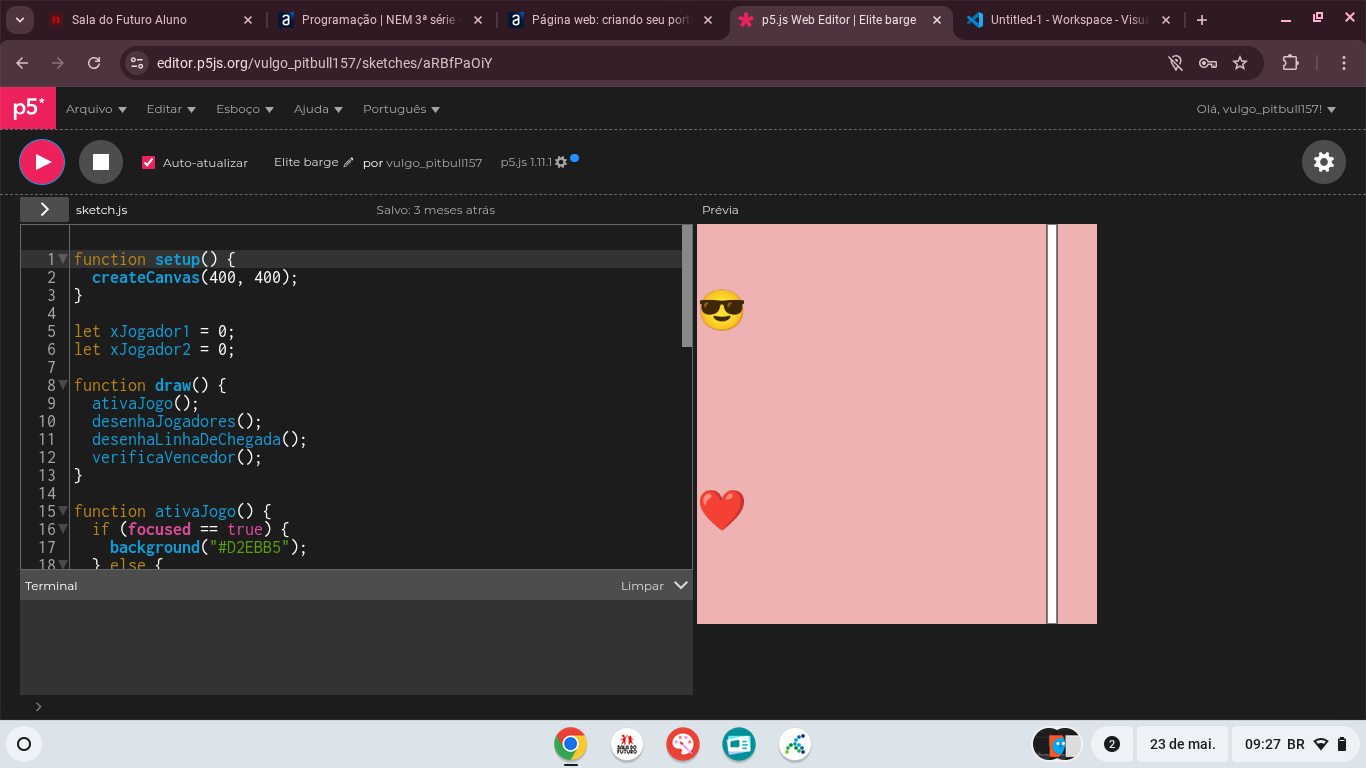 Sala do Futuro Aluno
Programação | NEM 3ª série
Página web: criando seu port
p5.js Web Editor | Elite barge
Untitled-1 - Workspace - Visua
editor.p5js.org/vulgo_pitbull157/sketches/aRBfPaOiY
p5*
Arquivo
Editar
Esboço
Ajuda
Português
Olá, vulgo_pitbull157!
Auto-atualizar
Elite barge
por vulgo_pitbull157
p5.js 1.11.1
sketch.js
Salvo: 3 meses atrás
Prévia
1 function setup() {
2   createCanvas(400, 400);
3 }
4
5 let xJogador1 = 0;
6 let xJogador2 = 0;
7
8 function draw() {
9   ativaJogo();
10   desenhaJogadores();
11   desenhaLinhaDeChegada();
12   verificaVencedor();
13 }
14
15 function ativaJogo() {
16   if (focused == true) {
17     background("#D2EBB5");
18   } else {
Terminal
Limpar
SALA DO FUTURO
2
23 de mai.
09:27 BR